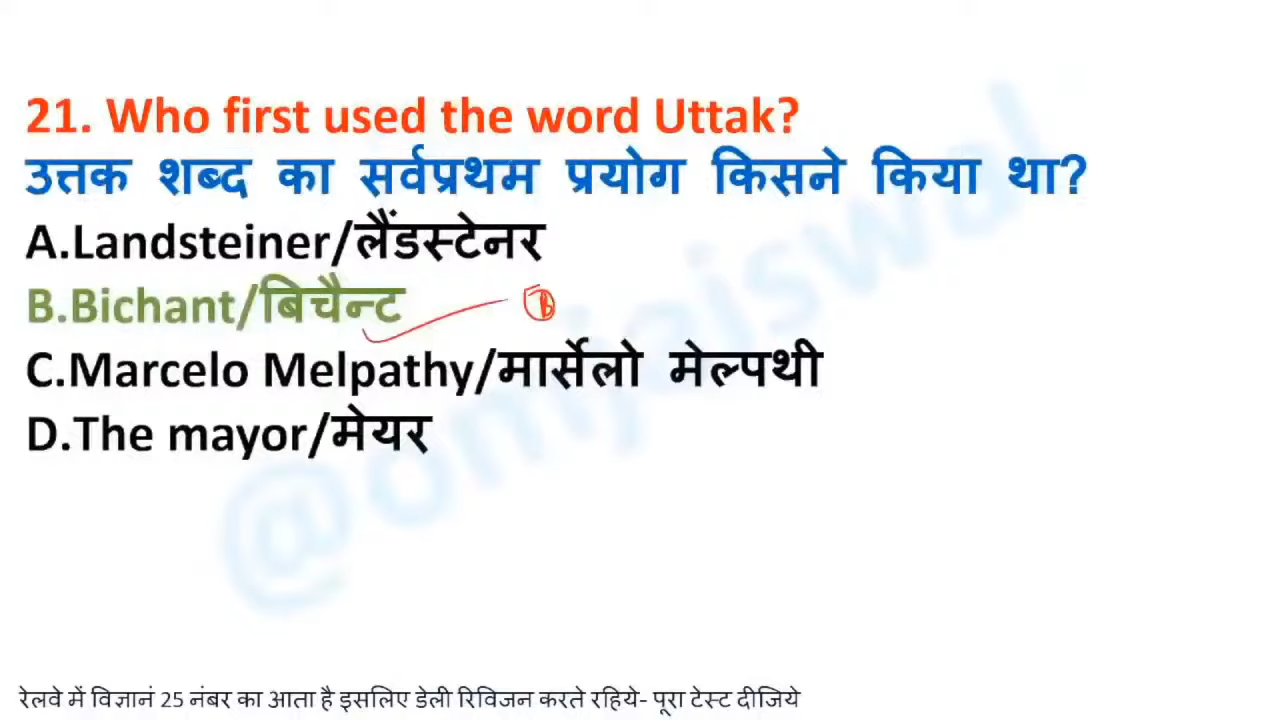 21. Who first used the word Uttak?
उत्तक शब्द का सर्वप्रथम प्रयोग किसने किया था?
A.Landsteiner/लैंडस्टेनर
B.Bichant/बिचैन्ट
B
C.Marcelo Melpathy/मार्सेलो मेल्पथी
D.The mayor/मेयर
@omjaiswal
रेलवे में विज्ञानं 25 नंबर का आता है इसलिए डेली रिविजन करते रहिये- पूरा टेस्ट दीजिये